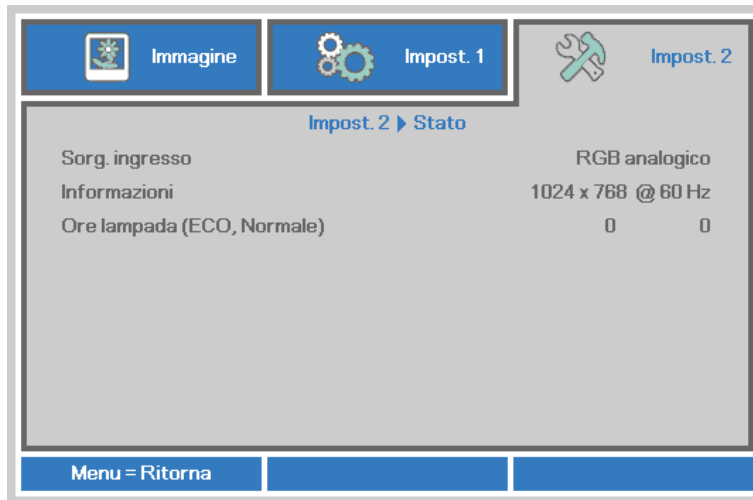 Immagine
Impost. 1
Impost. 2
Impost. 2 ▶ Stato
Sorg. ingresso RGB analogico
Informazioni 1024 x 768 @ 60 Hz
Ore lampada (ECO, Normale) 0 0
Menu = Ritorna